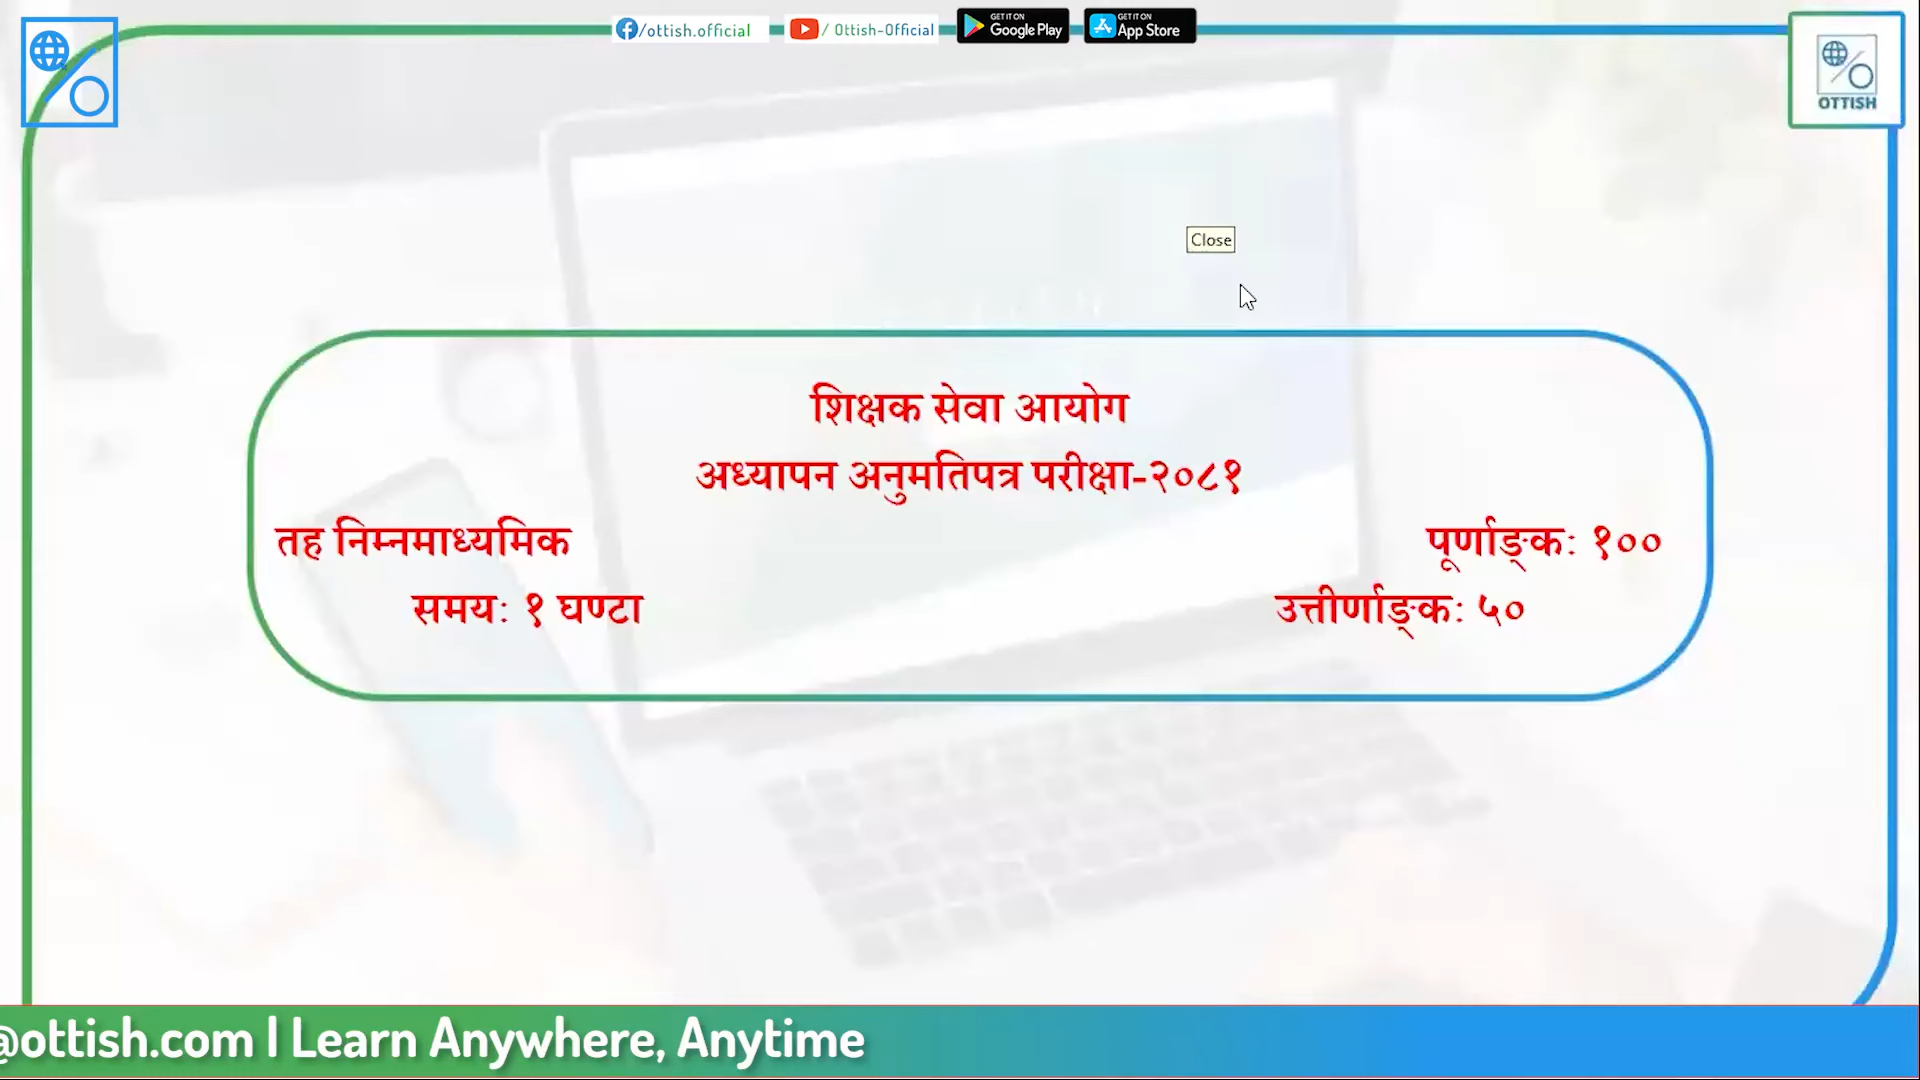 /ottish.official
/ Ottish-Official
GET IT ON
Google Play
GET IT ON
App Store
OTTISH
Close
शिक्षक सेवा आयोग
अध्यापन अनुमतिपत्र परीक्षा-२०८१
तह निम्नमाध्यमिक पूर्णाङ्क: १००
समय: १ घण्टा उत्तीर्णाङ्क: ५०
@ottish.com | Learn Anywhere, Anytime